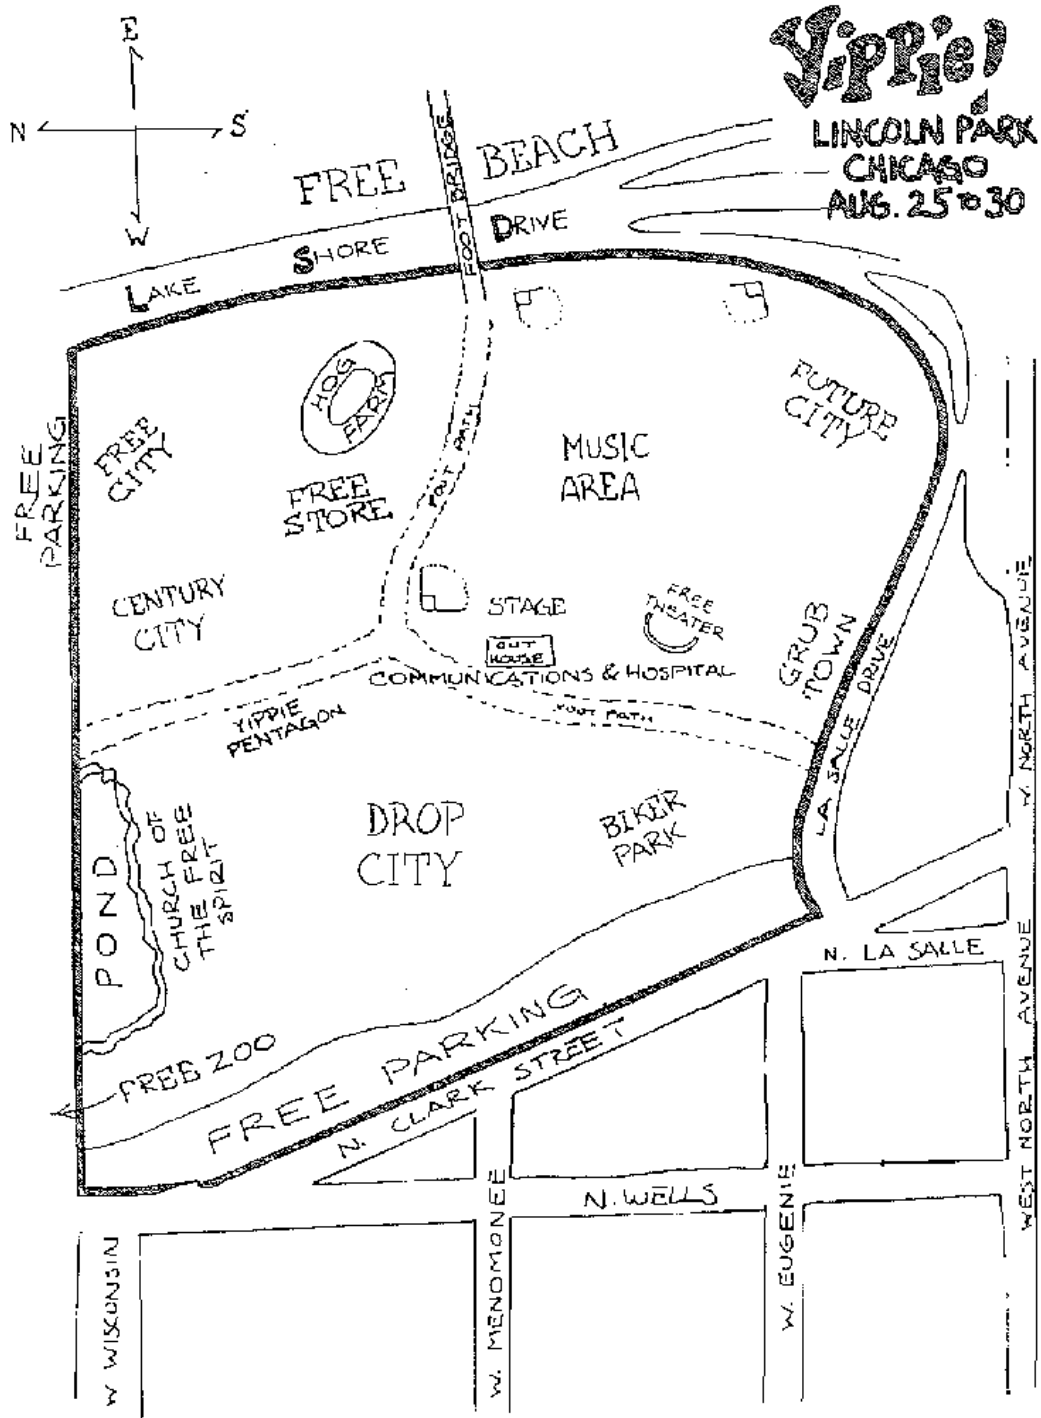 Yippie!
LINCOLN PARK
CHICAGO
AUG. 25 TO 30
E
N
S
W
FREE BEACH
FOOT BRIDGE
LAKE SHORE DRIVE
FREE
PARKING
FREE
CITY
HOG
FARM
FREE
STORE
FOOT PATH
MUSIC
AREA
FUTURE
CITY
CENTURY
CITY
STAGE
OUT
HOUSE
FREE
THEATER
GRUB
TOWN
COMMUNICATIONS & HOSPITAL
FOOT PATH
YIPPIE
PENTAGON
LA SALLE DRIVE
W. NORTH AVENUE
POND
CHURCH OF
THE FREE
SPIRIT
DROP
CITY
BIKER
PARK
FREE ZOO
FREE PARKING
N. CLARK STREET
N. LA SALLE
WEST NORTH AVENUE
N. WELLS
W WISCONSIN
W. MENOMONEE
W. EUGENIE